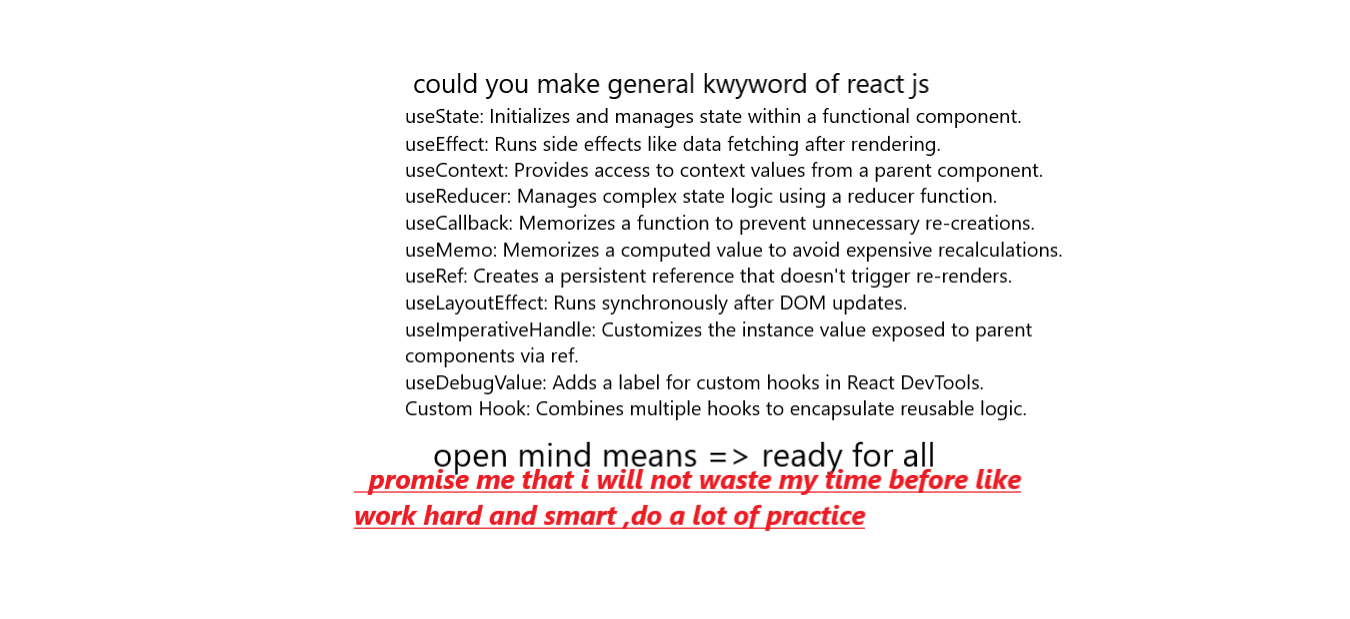 could you make general kwyword of react js
useState: Initializes and manages state within a functional component.
useEffect: Runs side effects like data fetching after rendering.
useContext: Provides access to context values from a parent component.
useReducer: Manages complex state logic using a reducer function.
useCallback: Memorizes a function to prevent unnecessary re-creations.
useMemo: Memorizes a computed value to avoid expensive recalculations.
useRef: Creates a persistent reference that doesn't trigger re-renders.
useLayoutEffect: Runs synchronously after DOM updates.
useImperativeHandle: Customizes the instance value exposed to parent
components via ref.
useDebugValue: Adds a label for custom hooks in React DevTools.
Custom Hook: Combines multiple hooks to encapsulate reusable logic.
open mind means => ready for all
promise me that i will not waste my time before like
work hard and smart ,do a lot of practice